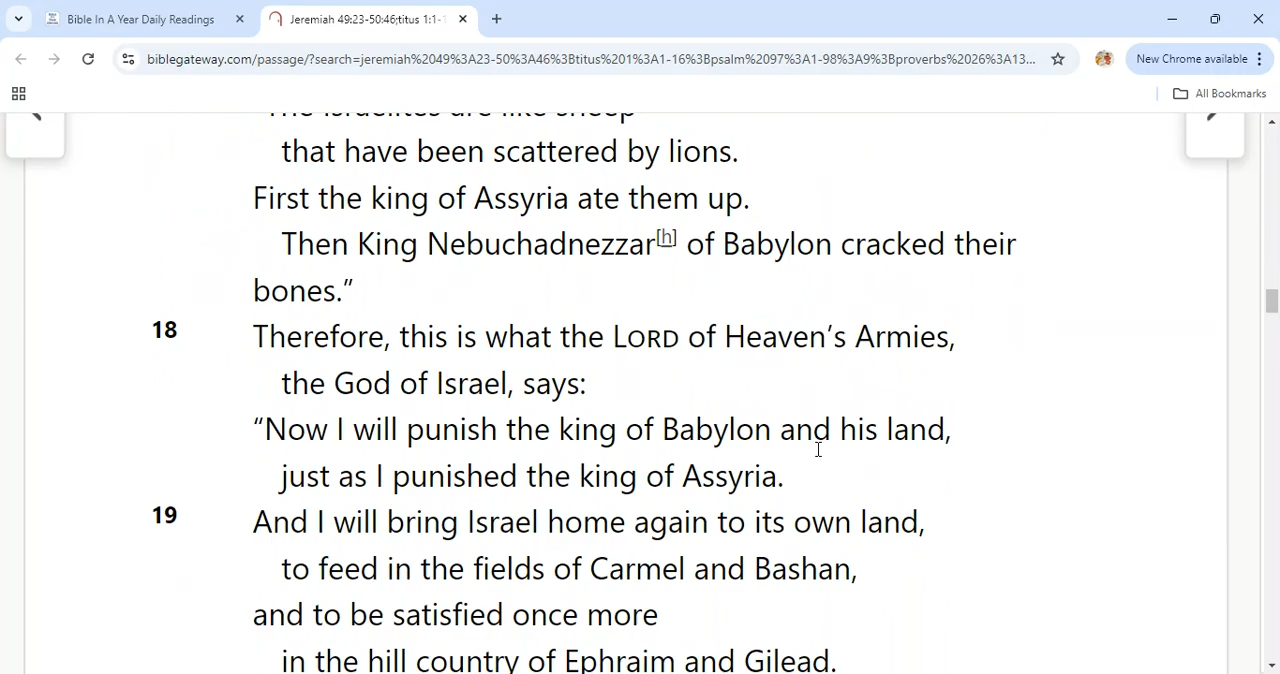 Bible In A Year Daily Readings
Jeremiah 49:23-50:46;titus 1:1-1
biblegateway.com/passage/?search=jeremiah%2049%3A23-50%3A46%3Btitus%201%3A1-16%3Bpsalm%2097%3A1-98%3A9%3Bproverbs%2026%3A13...
New Chrome available
All Bookmarks
The Israelites are like sheep
that have been scattered by lions.
First the king of Assyria ate them up.
Then King Nebuchadnezzar[h] of Babylon cracked their
bones.”
18 Therefore, this is what the LORD of Heaven’s Armies,
the God of Israel, says:
“Now I will punish the king of Babylon and his land,
just as I punished the king of Assyria.
19 And I will bring Israel home again to its own land,
to feed in the fields of Carmel and Bashan,
and to be satisfied once more
in the hill country of Ephraim and Gilead.